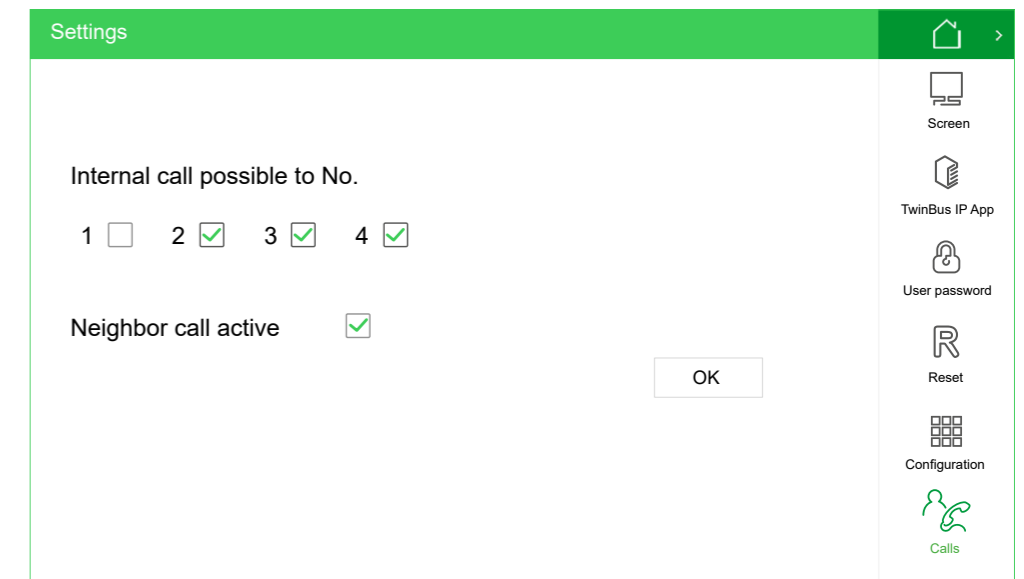 Settings
Internal call possible to No.
1 2 3 4
Neighbor call active
OK
Screen
TwinBus IP App
User password
Reset
Configuration
Calls